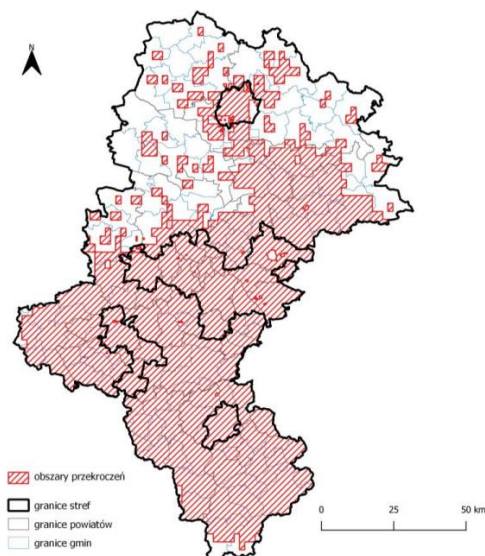 N
obszary przekroczeń
granice stref
granice powiatów
granice gmin
0 25 50 km